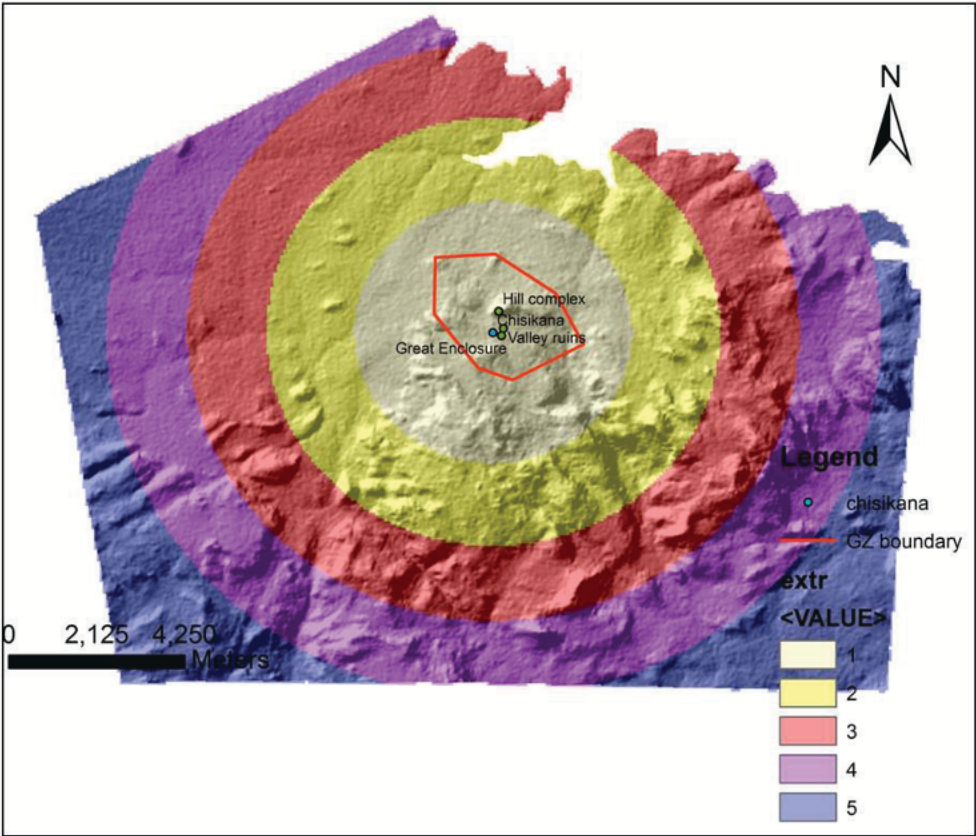 N
Hill complex
Chisikana
Valley ruins
Great Enclosure
Legend
chisikana
GZ boundary
extr
<VALUE>
0 2,125 4,250
Meters
1
2
3
4
5